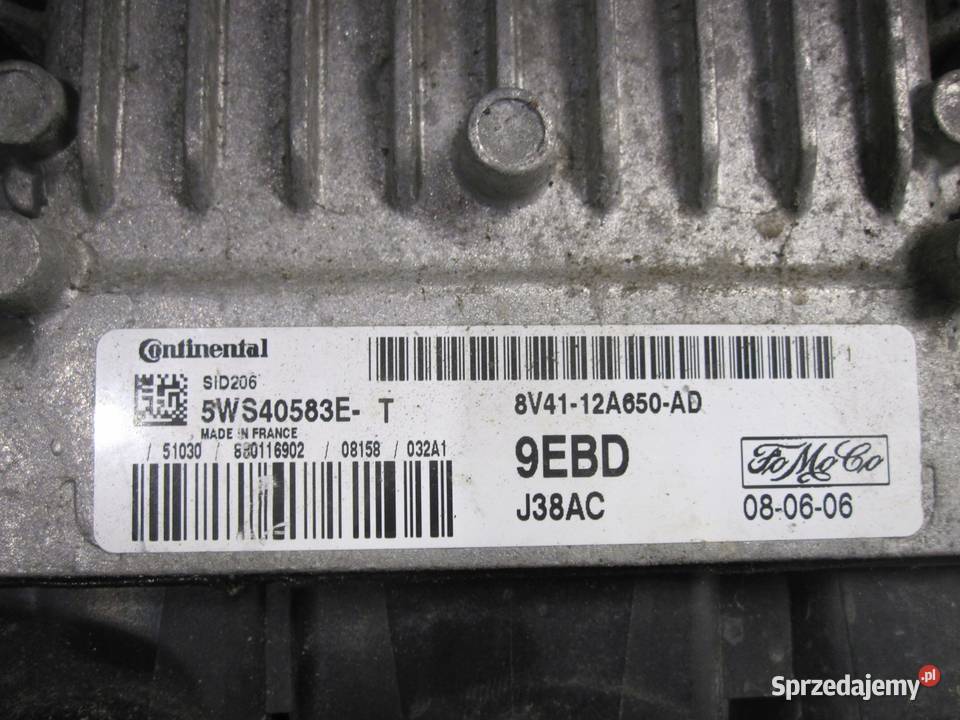 Continental
SID206
5WS40583E- T
MADE IN FRANCE
/ 51030 / 880116902 / 08158 / 032A1
8V41-12A650-AD
9EBD
J38AC
FoMoCo
08-06-06
Sprzedajemy.pl